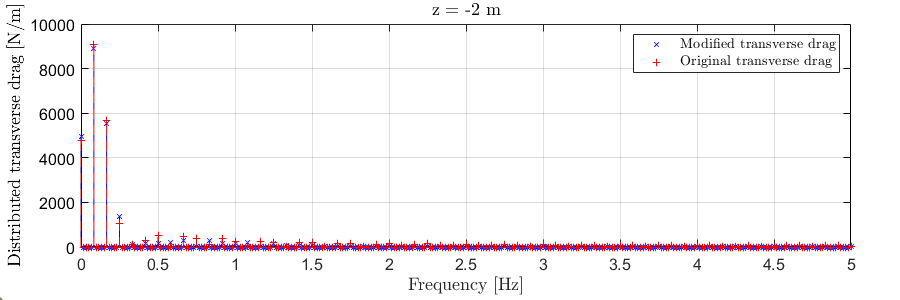 z = -2 m
Distributed transverse drag [N/m]
10000
8000
6000
4000
2000
0
Modified transverse drag
Original transverse drag
0 0.5 1 1.5 2 2.5 3 3.5 4 4.5 5
Frequency [Hz]